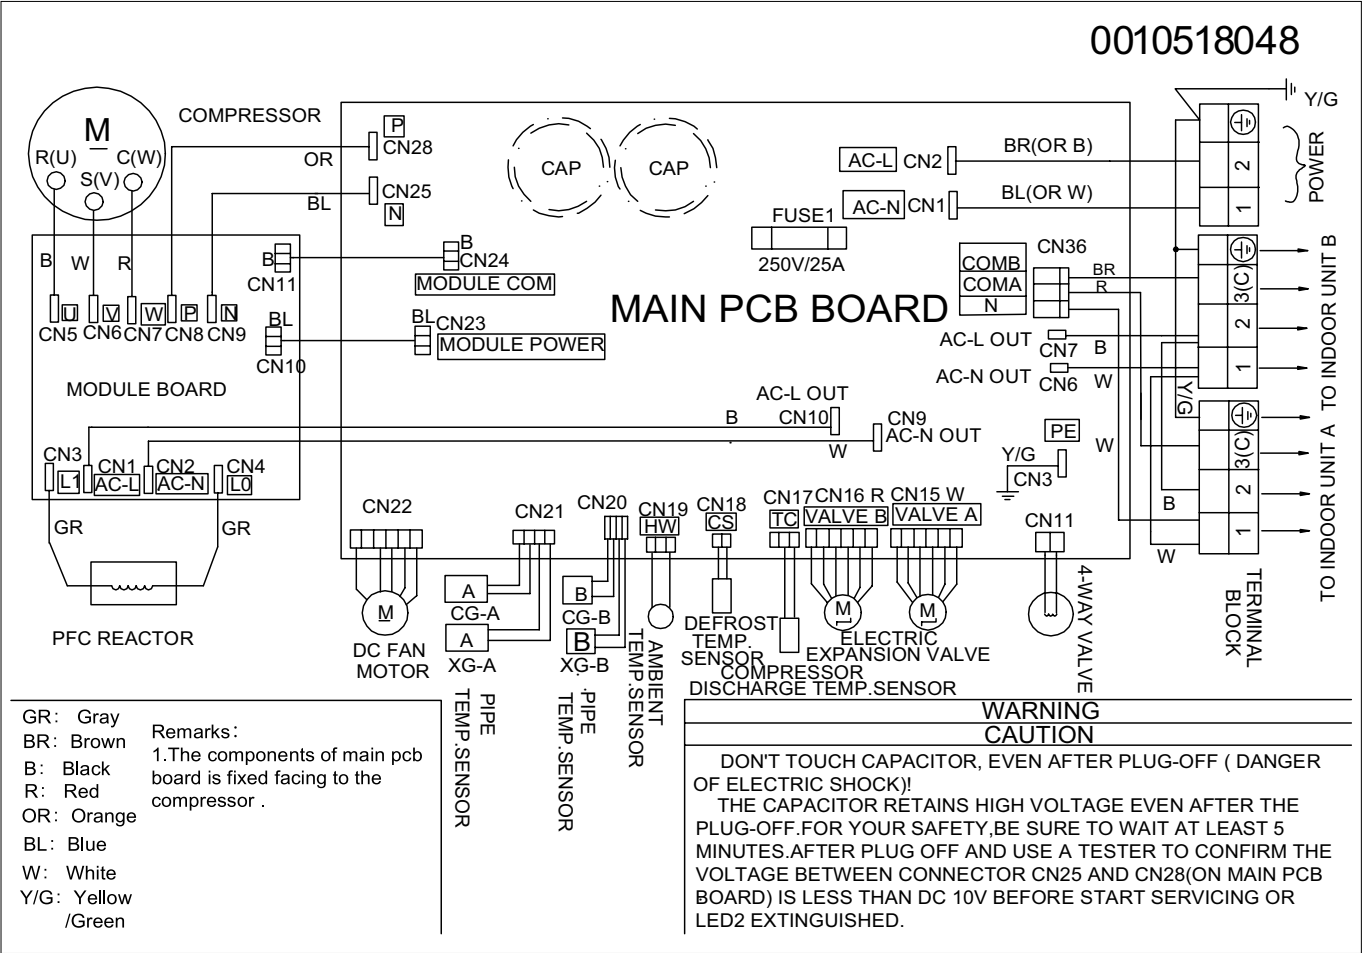 0010518048
Y/G
M
COMPRESSOR
R(U)
C(W)
S(V)
OR
P
CN28
CAP
CAP
AC-L CN2
BR(OR B)
2
POWER
BL
CN25
N
AC-N CN1
BL(OR W)
1
FUSE1
250V/25A
B
W
R
B
CN11
B
CN24
MODULE COM
CN36
COMB
COMA
N
BR
R
3(C)
TO INDOOR UNIT B
MAIN PCB BOARD
U
V
W
P
N
CN5
CN6
CN7
CN8
CN9
BL
CN10
BL
CN23
MODULE POWER
AC-L OUT
CN7
B
2
AC-N OUT
CN6
W
1
MODULE BOARD
Y/G
AC-L OUT
B
CN10
CN9
AC-N OUT
W
PE
Y/G
CN3
W
3(C)
TO INDOOR UNIT A
CN3
L1
CN1
AC-L
CN2
AC-N
CN4
L0
2
B
1
W
GR
GR
CN22
CN21
CN20
CN19
HW
CN18
CS
CN17
TC
CN16 R
VALVE B
CN15 W
VALVE A
CN11
PFC REACTOR
M
DC FAN
MOTOR
A
CG-A
A
XG-A
PIPE
TEMP.SENSOR
B
CG-B
B
XG-B
PIPE
TEMP.SENSOR
AMBIENT
TEMP.SENSOR
DEFROST
TEMP.
SENSOR
COMPRESSOR
DISCHARGE TEMP.SENSOR
M
M
ELECTRIC
EXPANSION VALVE
4-WAY VALVE
TERMINAL
BLOCK
GR: Gray
BR: Brown
B: Black
R: Red
OR: Orange
BL: Blue
W: White
Y/G: Yellow
/Green
Remarks:
1.The components of main pcb
board is fixed facing to the
compressor .
WARNING
CAUTION
DON'T TOUCH CAPACITOR, EVEN AFTER PLUG-OFF ( DANGER
OF ELECTRIC SHOCK)!
THE CAPACITOR RETAINS HIGH VOLTAGE EVEN AFTER THE
PLUG-OFF.FOR YOUR SAFETY,BE SURE TO WAIT AT LEAST 5
MINUTES.AFTER PLUG OFF AND USE A TESTER TO CONFIRM THE
VOLTAGE BETWEEN CONNECTOR CN25 AND CN28(ON MAIN PCB
BOARD) IS LESS THAN DC 10V BEFORE START SERVICING OR
LED2 EXTINGUISHED.